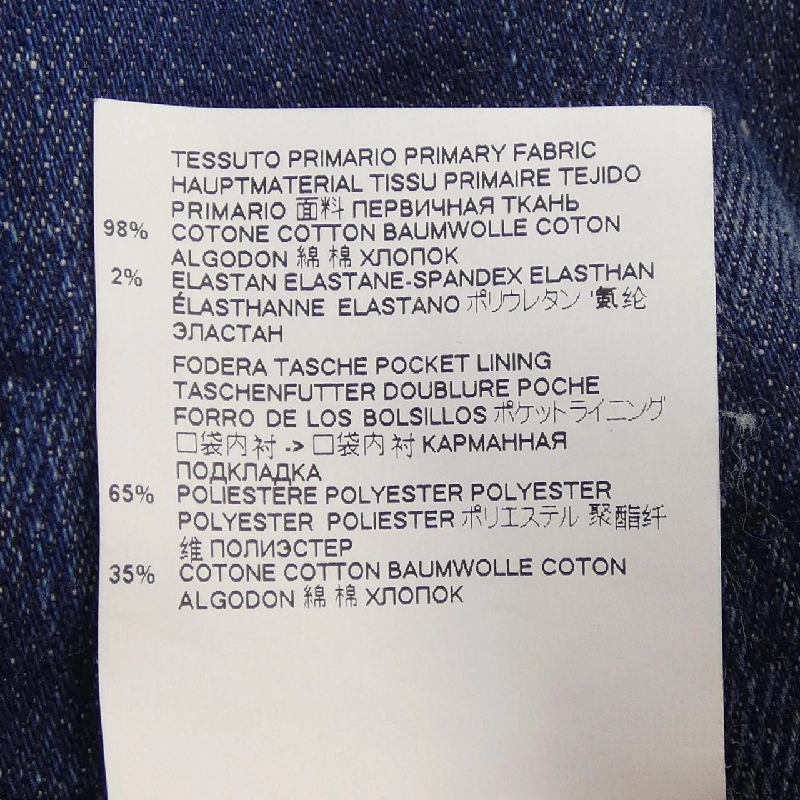 TESSUTO PRIMARIO PRIMARY FABRIC
HAUPTMATERIAL TISSU PRIMAIRE TEJIDO
PRIMARIO 面料 ПЕРВИЧНАЯ ТКАНЬ
98% COTONE COTTON BAUMWOLLE COTON
ALGODON 綿 棉 ХЛОПОК
2% ELASTAN ELASTANE-SPANDEX ELASTHAN
ÉLASTHANNE ELASTANO ポリウレタン '氨纶
ЭЛАСТАН
FODERA TASCHE POCKET LINING
TASCHENFUTTER DOUBLURE POCHE
FORRO DE LOS BOLSILLOS ポケットライニング
口袋内衬 -> 口袋内衬 КАРМАННАЯ
ПОДКЛАДКА
65% POLIESTERE POLYESTER POLYESTER
POLYESTER POLIESTER ポリエステル 聚酯纤
维 ПОЛИЭСТЕР
35% COTONE COTTON BAUMWOLLE COTON
ALGODON 綿 棉 ХЛОПОК